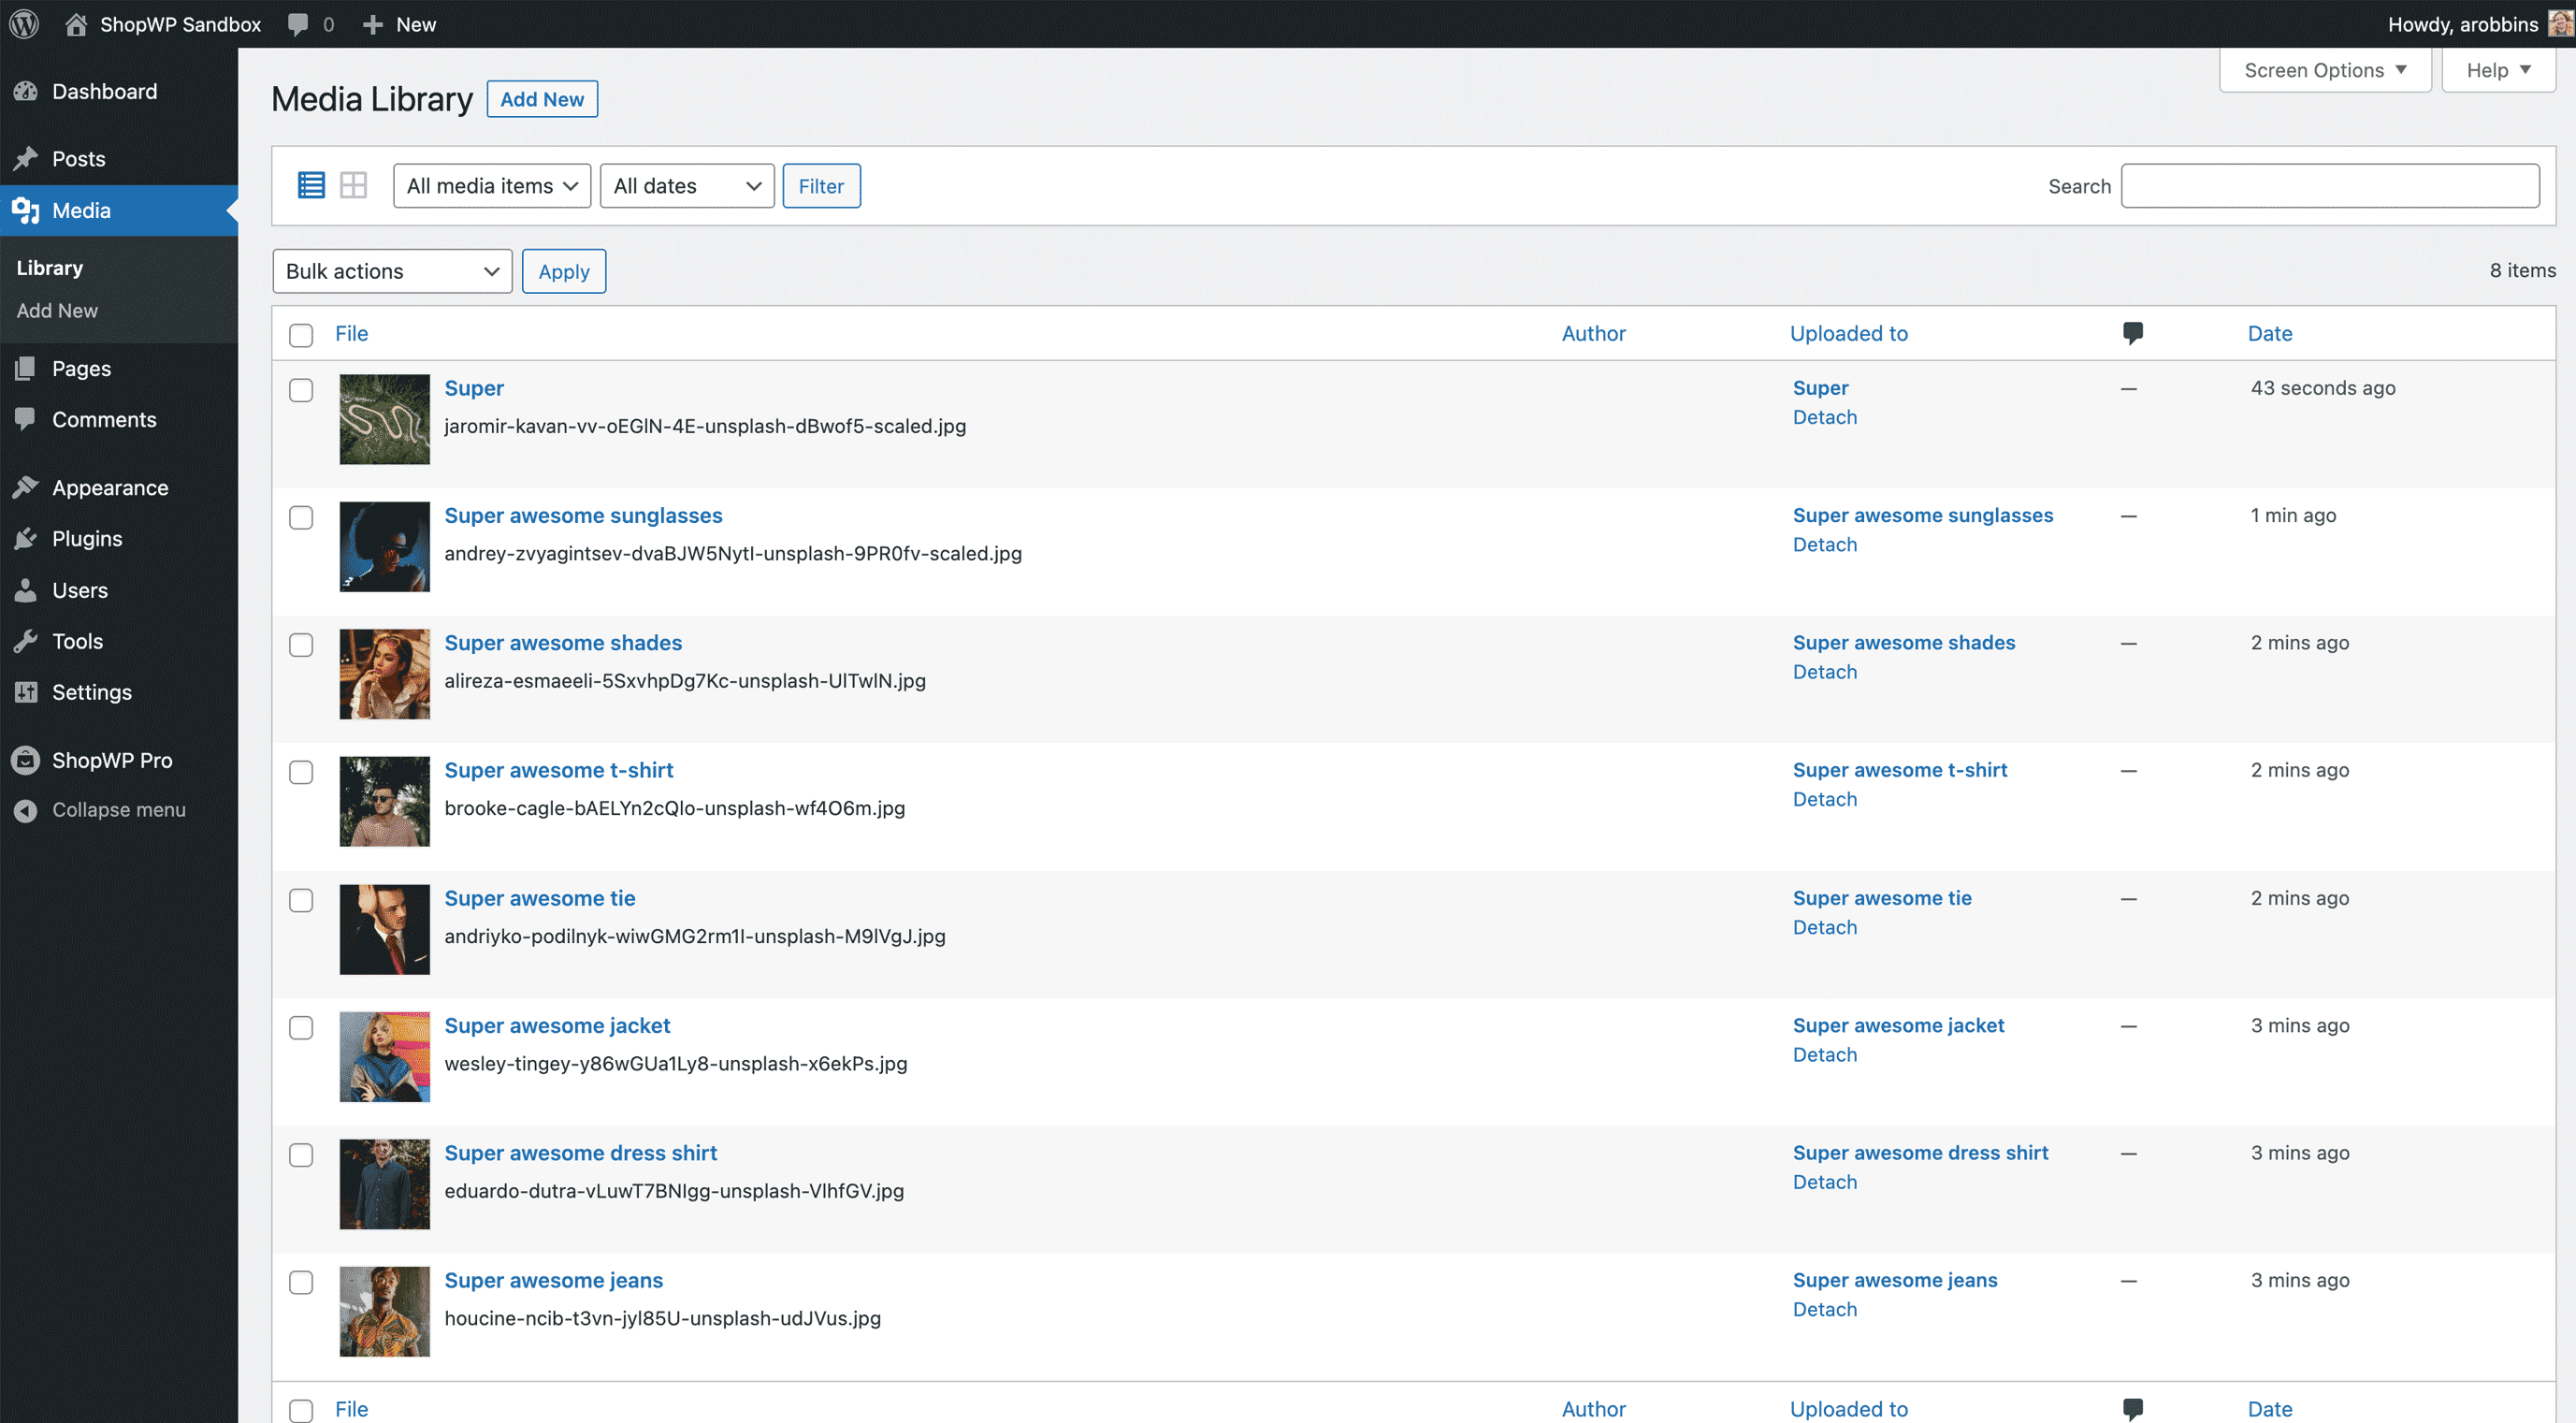 ShopWP Sandbox 0 New Howdy, arobbins
Screen Options Help
Dashboard
Posts
Media
Library
Add New
Pages
Comments
Appearance
Plugins
Users
Tools
Settings
ShopWP Pro
Collapse menu
Media Library Add New
All media items All dates Filter Search
Bulk actions Apply 8 items
File Author Uploaded to Date
Super Super — 43 seconds ago
jaromir-kavan-vv-oEGlN-4E-unsplash-dBwof5-scaled.jpg Detach
Super awesome sunglasses Super awesome sunglasses — 1 min ago
andrey-zvyagintsev-dvaBJW5NytI-unsplash-9PR0fv-scaled.jpg Detach
Super awesome shades Super awesome shades — 2 mins ago
alireza-esmaeeli-5SxvhpDg7Kc-unsplash-UlTwlN.jpg Detach
Super awesome t-shirt Super awesome t-shirt — 2 mins ago
brooke-cagle-bAELYn2cQlo-unsplash-wf4O6m.jpg Detach
Super awesome tie Super awesome tie — 2 mins ago
andriyko-podilnyk-wiwGMG2rm1I-unsplash-M9lVgJ.jpg Detach
Super awesome jacket Super awesome jacket — 3 mins ago
wesley-tingey-y86wGUa1Ly8-unsplash-x6ekPs.jpg Detach
Super awesome dress shirt Super awesome dress shirt — 3 mins ago
eduardo-dutra-vLuwT7BNIgg-unsplash-VlhfGV.jpg Detach
Super awesome jeans Super awesome jeans — 3 mins ago
houcine-ncib-t3vn-jyl85U-unsplash-udJVus.jpg Detach
File Author Uploaded to Date